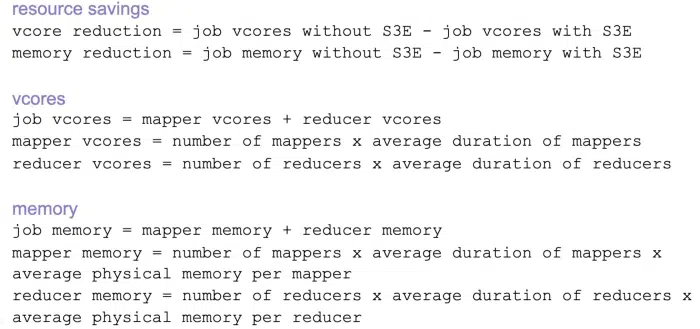 resource savings
vcore reduction = job vcores without S3E - job vcores with S3E
memory reduction = job memory without S3E - job memory with S3E
vcores
job vcores = mapper vcores + reducer vcores
mapper vcores = number of mappers x average duration of mappers
reducer vcores = number of reducers x average duration of reducers
memory
job memory = mapper memory + reducer memory
mapper memory = number of mappers x average duration of mappers x
average physical memory per mapper
reducer memory = number of reducers x average duration of reducers x
average physical memory per reducer